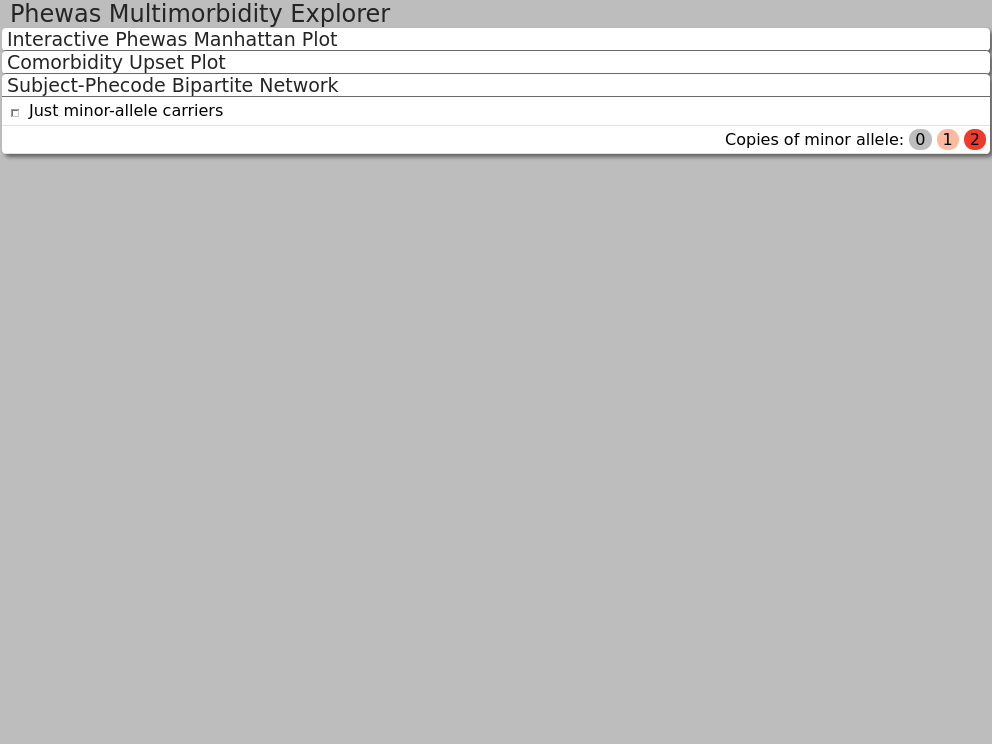 Phewas Multimorbidity Explorer
Interactive Phewas Manhattan Plot
Comorbidity Upset Plot
Subject-Phecode Bipartite Network
Just minor-allele carriers
Copies of minor allele: 0 1 2